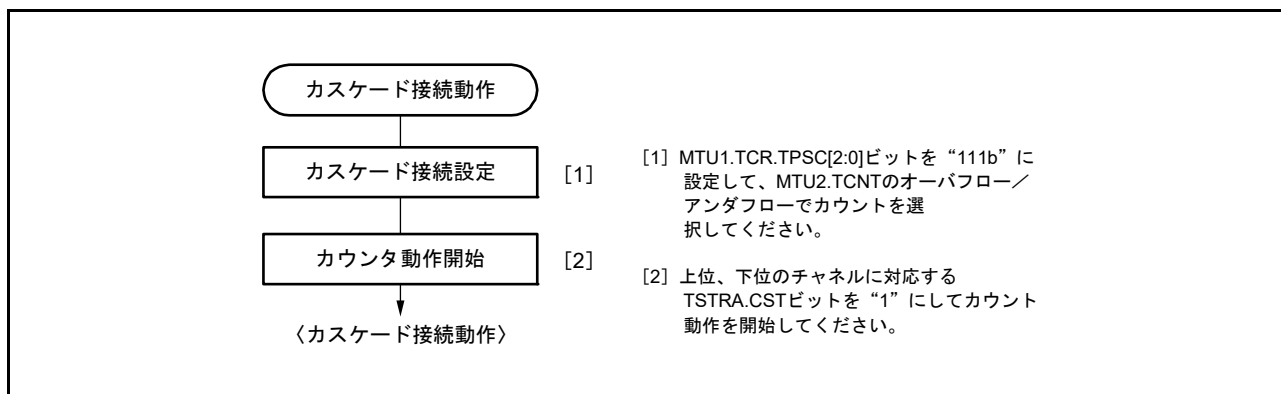 カスケード接続動作
カスケード接続設定
[1]
カウンタ動作開始
[2]
〈カスケード接続動作〉
[1] MTU1.TCR.TPSC[2:0]ビットを“111b”に
設定して、MTU2.TCNTのオーバフロー／
アンダフローでカウントを選
択してください。
[2] 上位、下位のチャネルに対応する
TSTRA.CSTビットを“1”にしてカウント
動作を開始してください。